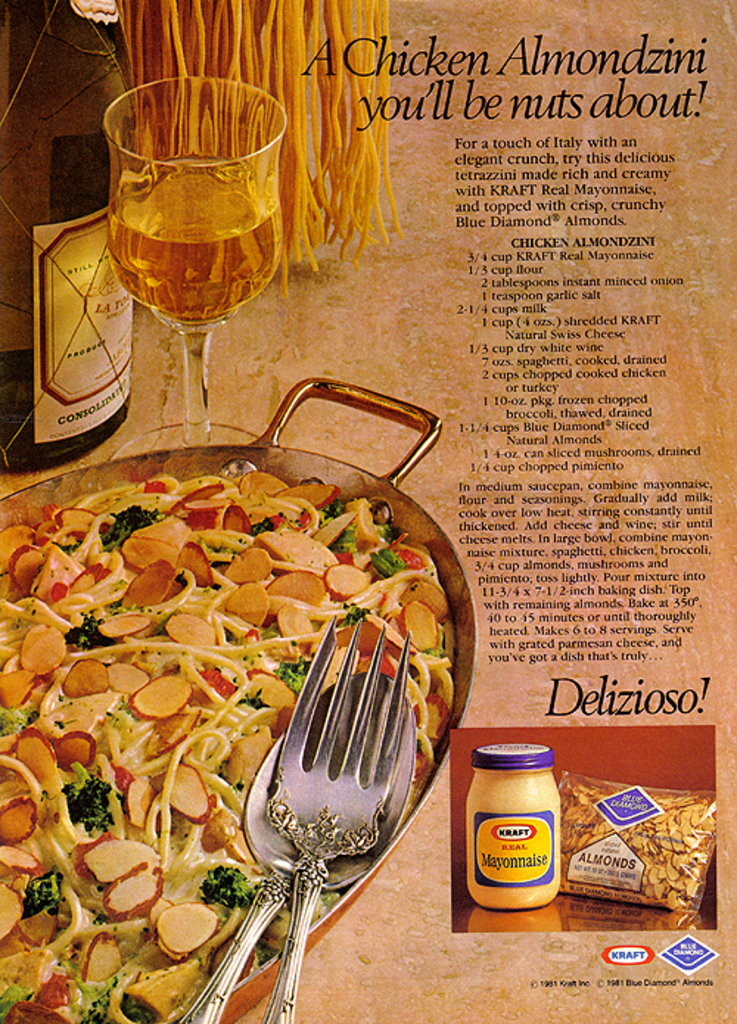 A Chicken Almondzini
you'll be nuts about!
For a touch of Italy with an
elegant crunch, try this delicious
tetrazzini made rich and creamy
with KRAFT Real Mayonnaise,
and topped with crisp, crunchy
Blue Diamond® Almonds.
CHICKEN ALMONDZINI
3/4 cup KRAFT Real Mayonnaise
1/3 cup flour
2 tablespoons instant minced onion
1 teaspoon garlic salt
2-1/4 cups milk
1 cup (4 ozs.) shredded KRAFT
Natural Swiss Cheese
1/3 cup dry white wine
7 ozs. spaghetti, cooked, drained
2 cups chopped cooked chicken
or turkey
1 10-oz. pkg. frozen chopped
broccoli, thawed, drained
1-1/4 cups Blue Diamond® Sliced
Natural Almonds
1 4-oz. can sliced mushrooms, drained
1/4 cup chopped pimiento
In medium saucepan, combine mayonnaise,
flour and seasonings. Gradually add milk;
cook over low heat, stirring constantly until
thickened. Add cheese and wine; stir until
cheese melts. In large bowl, combine mayon-
naise mixture, spaghetti, chicken, broccoli,
3/4 cup almonds, mushrooms and
pimiento; toss lightly. Pour mixture into
11-3/4 x 7-1/2-inch baking dish. Top
with remaining almonds. Bake at 350°,
40 to 45 minutes or until thoroughly
heated. Makes 6 to 8 servings. Serve
with grated parmesan cheese, and
you've got a dish that's truly...
Delizioso!
STILL
LA
PRODUCT
CONSOLID
KRAFT
REAL
Mayonnaise
BLUE
DIAMOND
ALMONDS
KRAFT
BLUE
DIAMOND
© 1981 Kraft Inc. © 1981 Blue Diamond Almonds